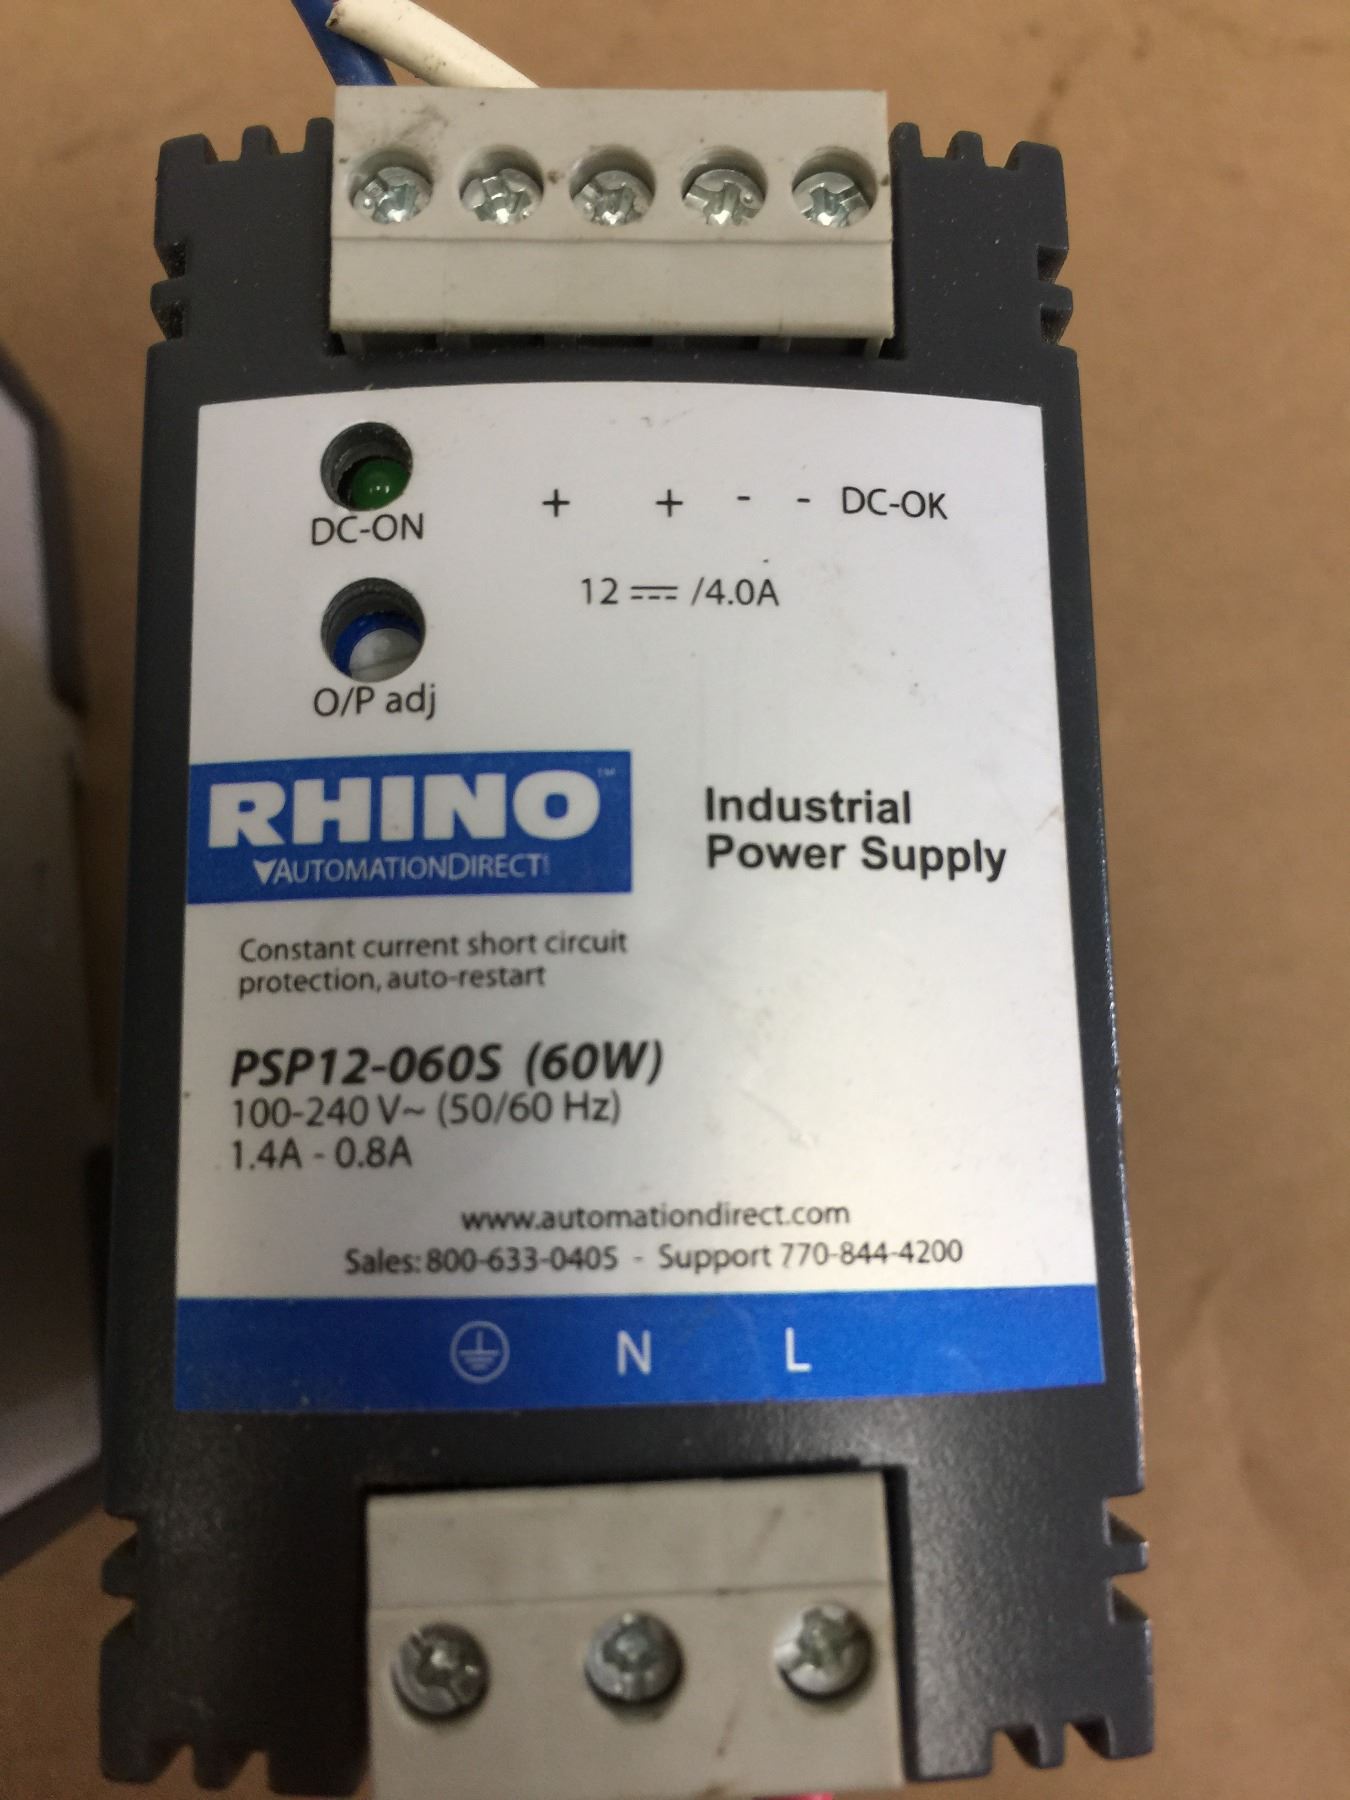 DC-ON
+ + - - DC-OK
12 ⎓ /4.0A
O/P adj
RHINO™
AUTOMATIONDIRECT
Industrial
Power Supply
Constant current short circuit
protection, auto-restart
PSP12-060S (60W)
100-240 V~ (50/60 Hz)
1.4A - 0.8A
www.automationdirect.com
Sales: 800-633-0405 - Support 770-844-4200
N L